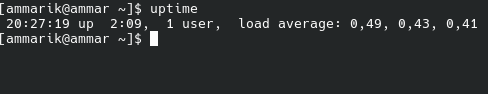 [ammarik@ammar ~]$ uptime
 20:27:19 up  2:09,  1 user,  load average: 0,49, 0,43, 0,41
[ammarik@ammar ~]$